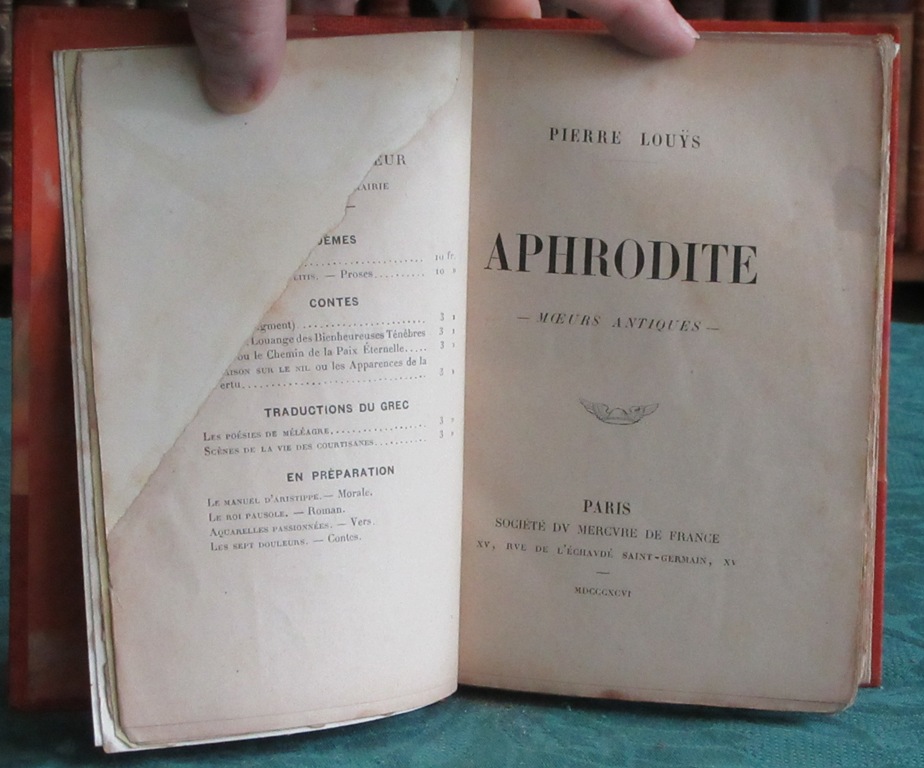 EUR
AIRIE
ÈMES
10 fr.
LITIS. — Proses.......... 10 »
CONTES
gment) ........................ 3 »
Louange des Bienheureuses Ténèbres 3 »
ou le Chemin de la Paix Éternelle..... 3 »
AISON SUR LE NIL ou les Apparences de la
ertu................................ 3 »
TRADUCTIONS DU GREC
LES POÉSIES DE MÉLÉAGRE.................... 3 »
SCÈNES DE LA VIE DES COURTISANES........... 3 »
EN PRÉPARATION
LE MANUEL D'ARISTIPPE. — Morale.
LE ROI PAUSOLE. — Roman.
AQUARELLES PASSIONNÉES. — Vers.
LES SEPT DOULEURS. — Contes.
PIERRE LOUŸS
APHRODITE
— MŒURS ANTIQUES —
PARIS
SOCIÉTÉ DV MERCVRE DE FRANCE
XV, RVE DE L'ÉCHAVDÉ SAINT-GERMAIN, XV
MDCCCXCVI